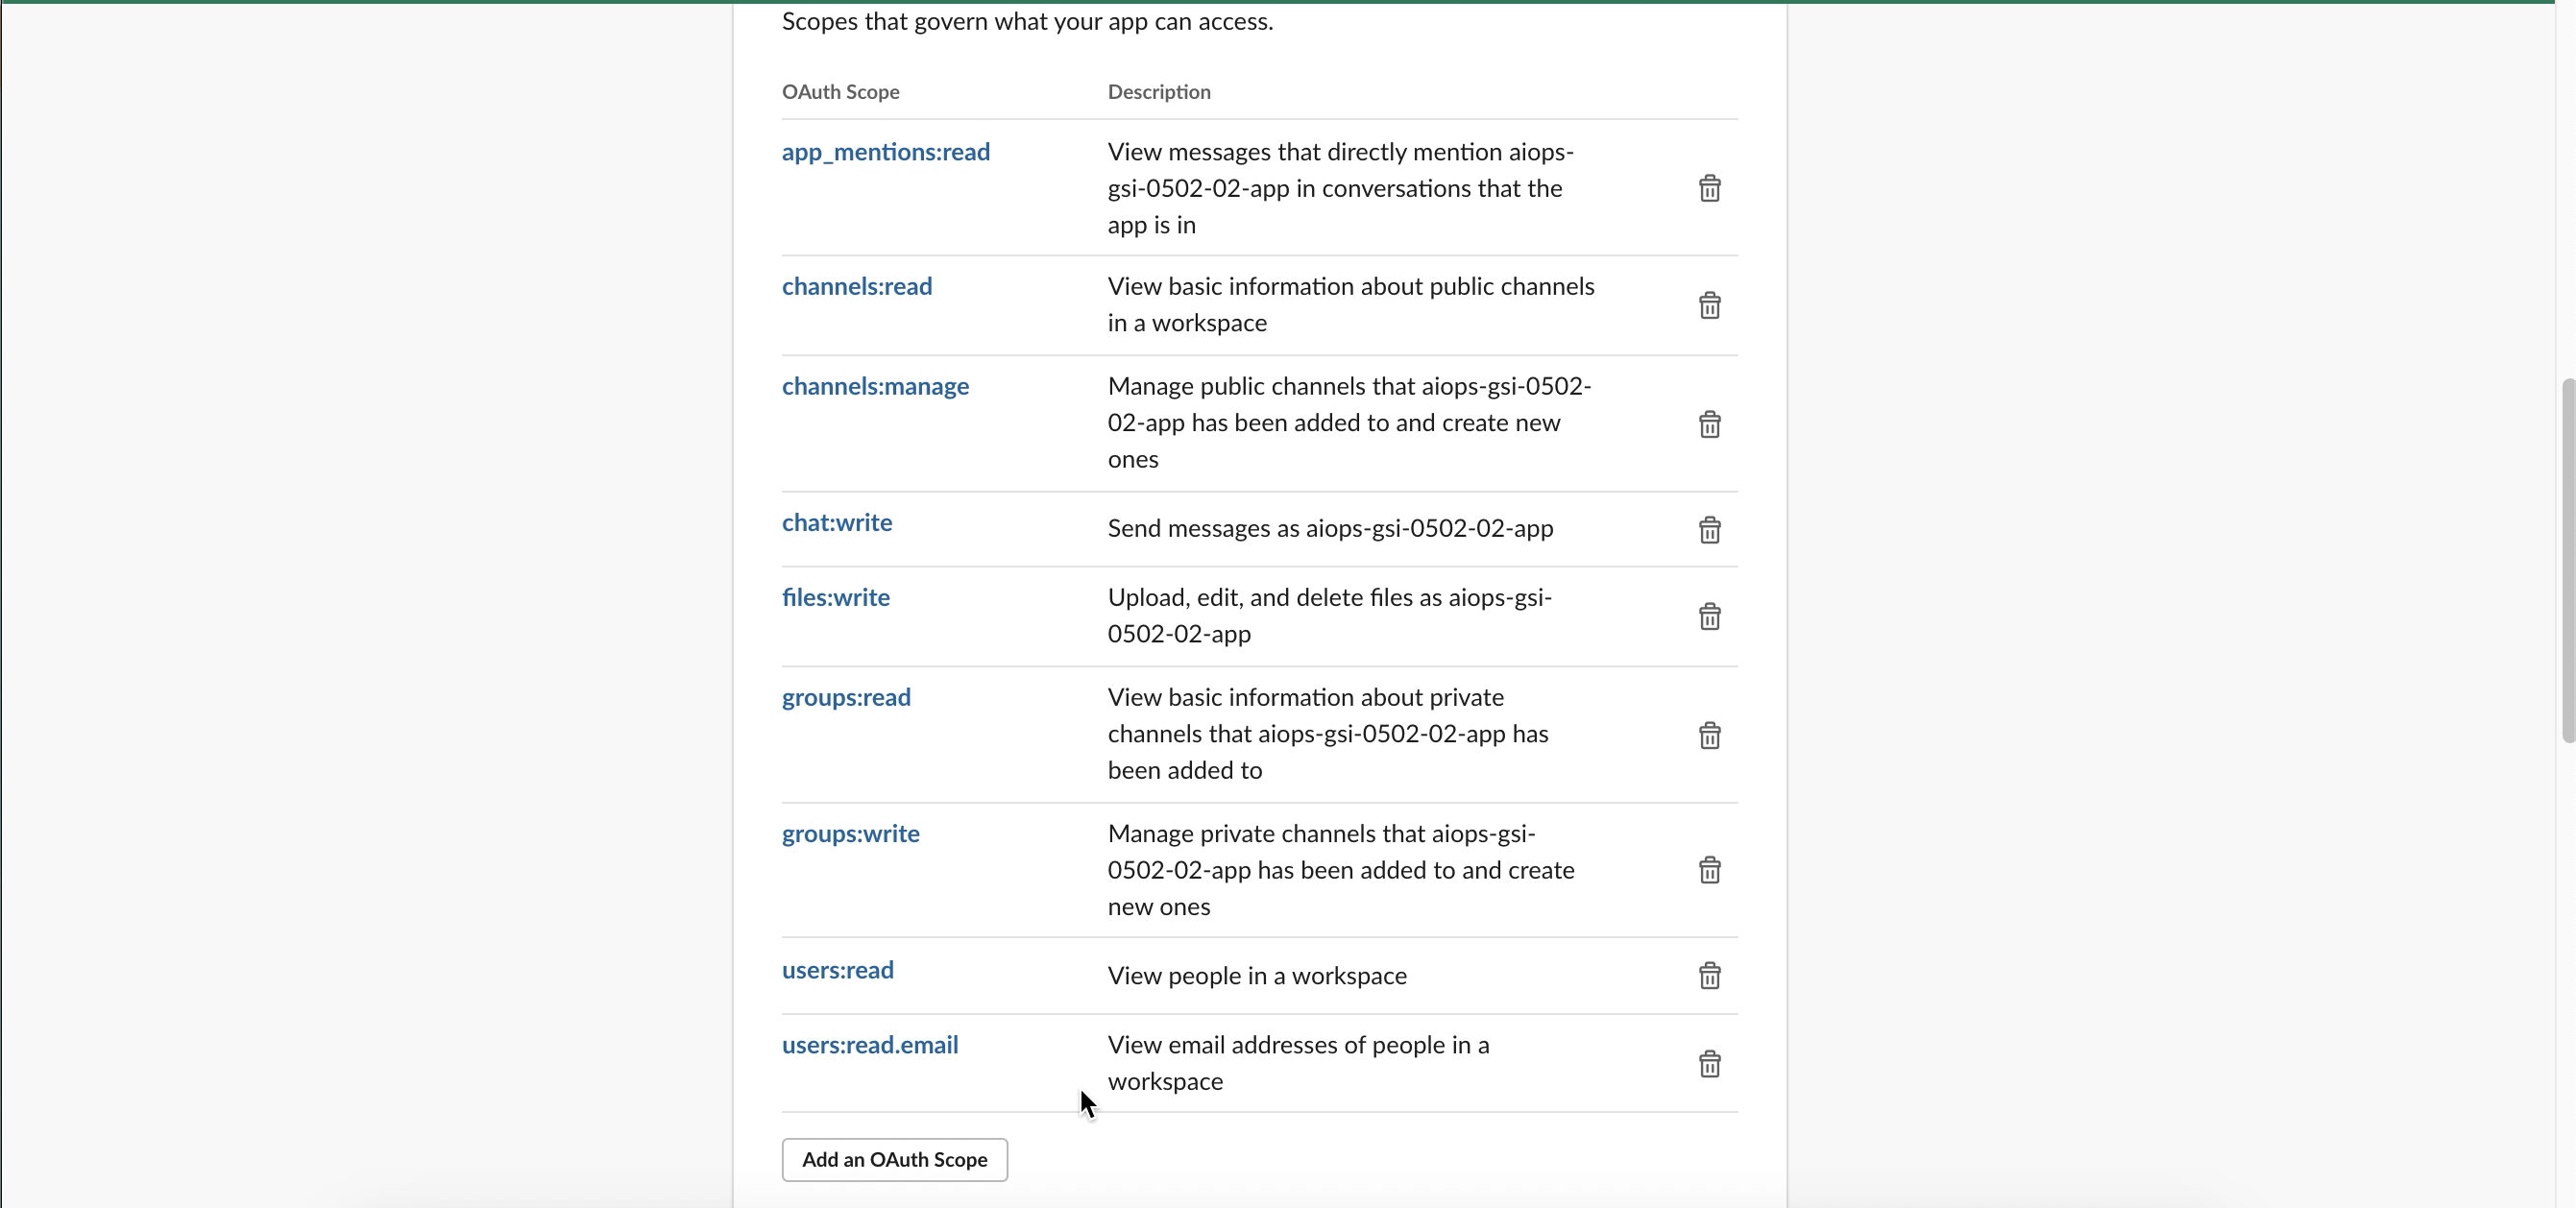 Scopes that govern what your app can access.
OAuth Scope Description
app_mentions:read View messages that directly mention aiops-
gsi-0502-02-app in conversations that the
app is in
channels:read View basic information about public channels
in a workspace
channels:manage Manage public channels that aiops-gsi-0502-
02-app has been added to and create new
ones
chat:write Send messages as aiops-gsi-0502-02-app
files:write Upload, edit, and delete files as aiops-gsi-
0502-02-app
groups:read View basic information about private
channels that aiops-gsi-0502-02-app has
been added to
groups:write Manage private channels that aiops-gsi-
0502-02-app has been added to and create
new ones
users:read View people in a workspace
users:read.email View email addresses of people in a
workspace
Add an OAuth Scope